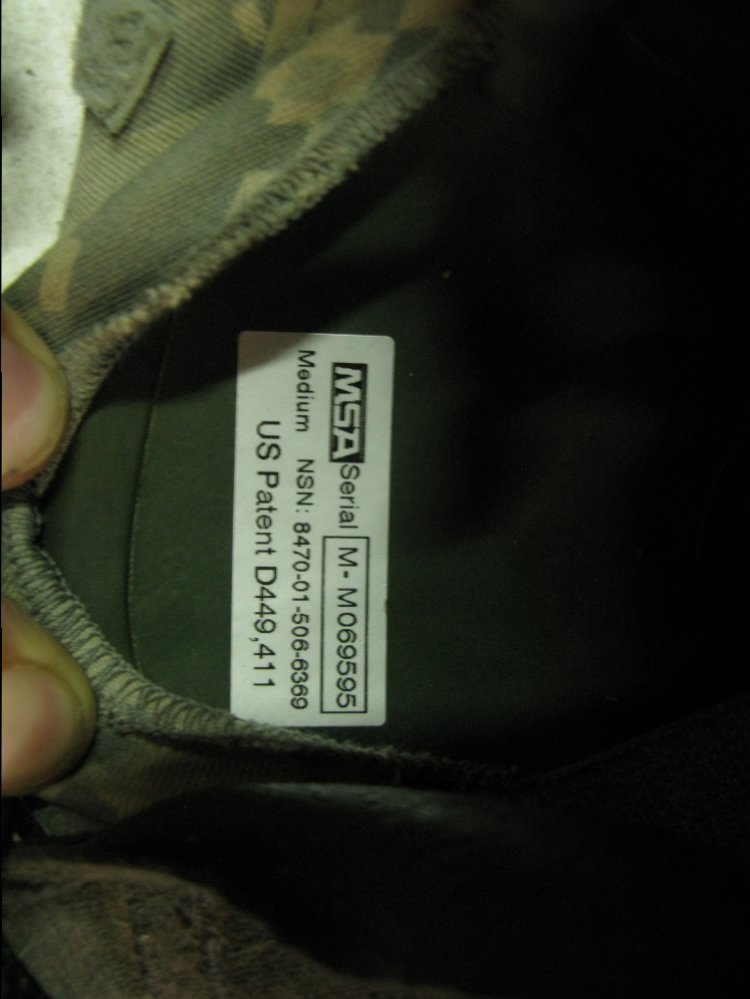 MSA Serial M- M069595
Medium NSN: 8470-01-506-6369
US Patent D449,411